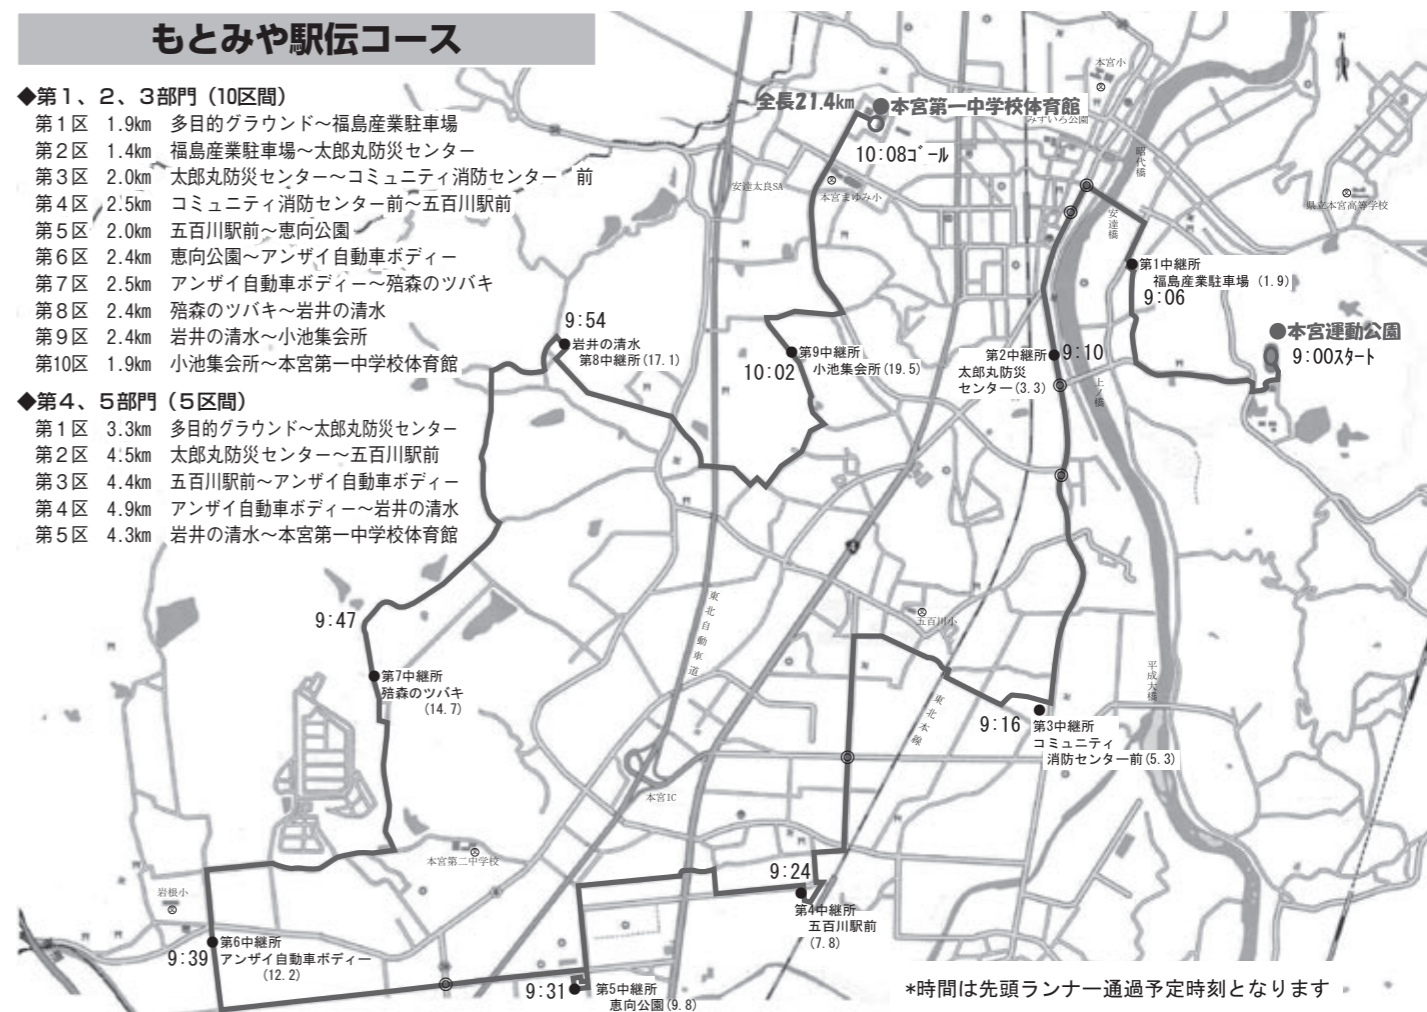 もとみや駅伝コース
◆第1、2、3部門（10区間）
第1区 1.9km 多目的グラウンド～福島産業駐車場
第2区 1.4km 福島産業駐車場～太郎丸防災センター
第3区 2.0km 太郎丸防災センター～コミュニティ消防センター 前
第4区 2.5km コミュニティ消防センター前～五百川駅前
第5区 2.0km 五百川駅前～恵向公園
第6区 2.4km 恵向公園～アンザイ自動車ボディー
第7区 2.5km アンザイ自動車ボディー～殕森のツバキ
第8区 2.4km 殕森のツバキ～岩井の清水
第9区 2.4km 岩井の清水～小池集会所
第10区 1.9km 小池集会所～本宮第一中学校体育館
◆第4、5部門（5区間）
第1区 3.3km 多目的グラウンド～太郎丸防災センター
第2区 4.5km 太郎丸防災センター～五百川駅前
第3区 4.4km 五百川駅前～アンザイ自動車ボディー
第4区 4.9km アンザイ自動車ボディー～岩井の清水
第5区 4.3km 岩井の清水～本宮第一中学校体育館
全長21.4km
●本宮第一中学校体育館
10:08ゴール
本宮小
みずいろ公園
昭代橋
安達橋
県立本宮高等学校
安達太良SA
本宮まゆみ小
第1中継所
福島産業駐車場 (1.9)
9:06
●本宮運動公園
9:00スタート
9:54
岩井の清水
第8中継所(17.1)
第9中継所
小池集会所(19.5)
10:02
第2中継所
太郎丸防災
センター(3.3)
9:10
上ノ橋
4
五百川小
東北自動車道
東北本線
平成大橋
9:47
第7中継所
殕森のツバキ
(14.7)
9:16
第3中継所
コミュニティ
消防センター前(5.3)
本宮IC
本宮第二中学校
岩根小
9:24
第4中継所
五百川駅前
(7.8)
9:39
第6中継所
アンザイ自動車ボディー
(12.2)
9:31
第5中継所
恵向公園(9.8)
*時間は先頭ランナー通過予定時刻となります
N